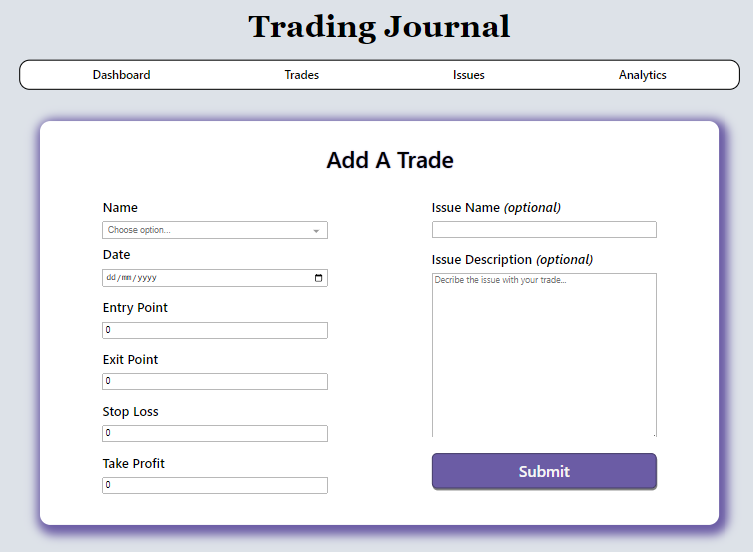 Trading Journal
Dashboard Trades Issues Analytics
Add A Trade
Name
Choose option...
Date
dd/mm/yyyy
Entry Point
0
Exit Point
0
Stop Loss
0
Take Profit
0
Issue Name (optional)
Issue Description (optional)
Decribe the issue with your trade...
Submit